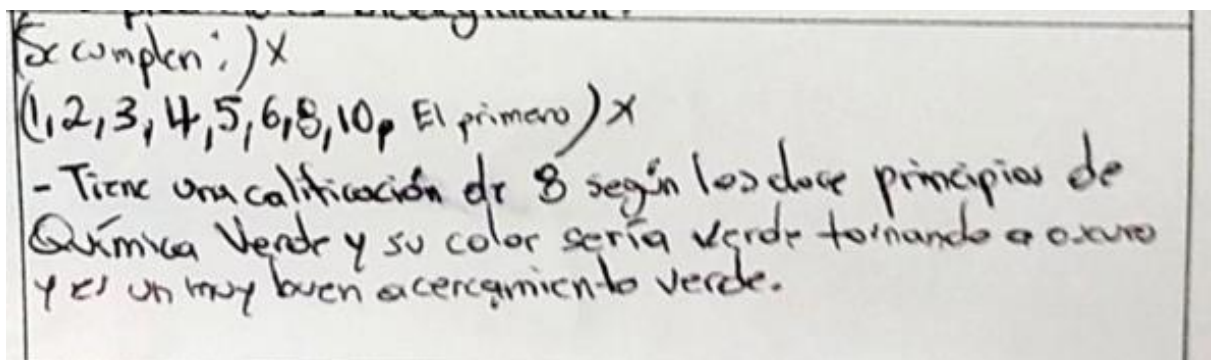 Se cumplen:)X
(1,2,3,4,5,6,8,10, El primero)X
- Tiene una calificación de 8 según los doce principios de
Química Verde y su color sería verde tornando a oscuro
y es un muy buen acercamiento verde.